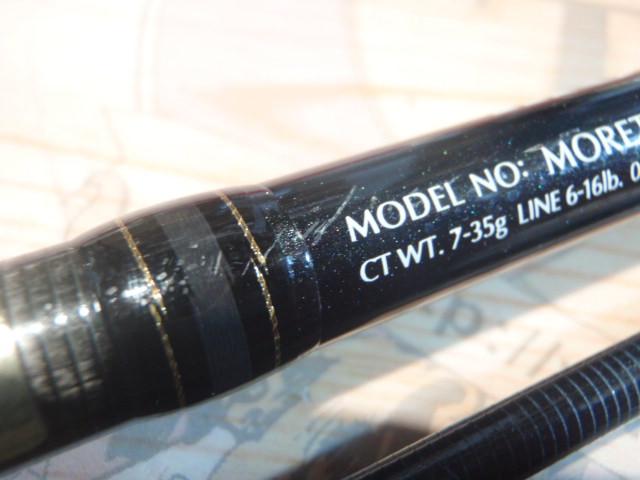 MODEL NO: MORE
CT WT. 7-35g LINE 6-16lb.